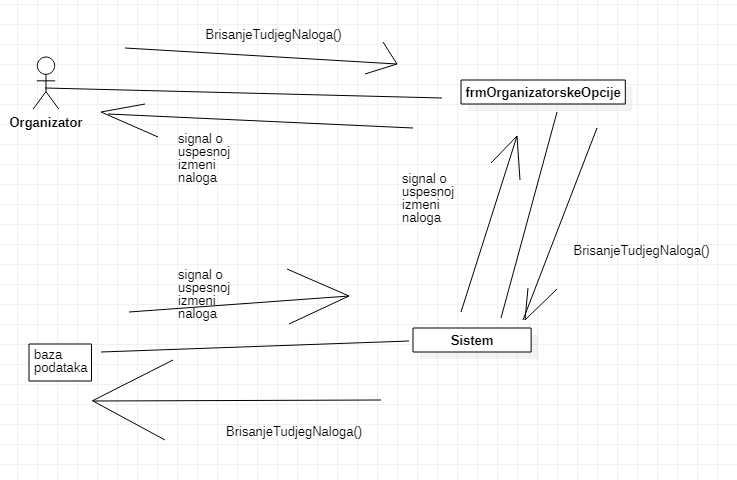 BrisanjeTudjegNaloga()
frmOrganizatorskeOpcije
Organizator
signal o
uspesnoj
izmeni
naloga
signal o
uspesnoj
izmeni
naloga
BrisanjeTudjegNaloga()
signal o
uspesnoj
izmeni
naloga
Sistem
baza
podataka
BrisanjeTudjegNaloga()